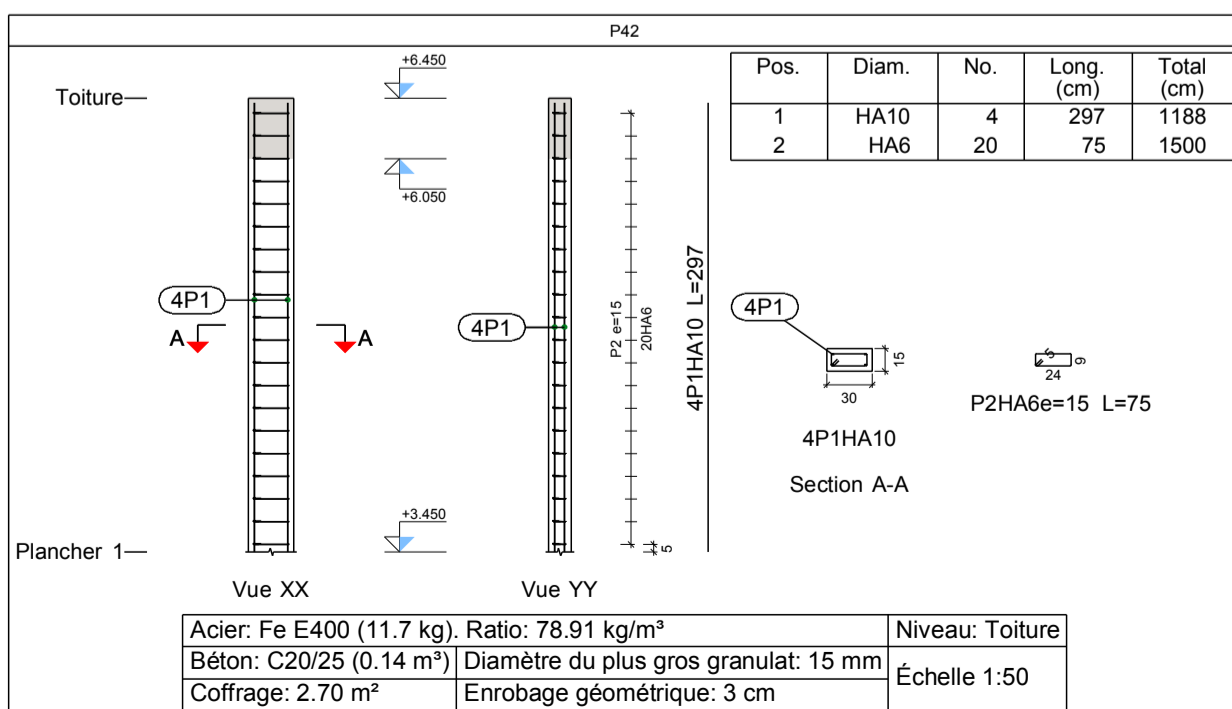 P42
Pos. Diam. No. Long. (cm) Total (cm)
1 HA10 4 297 1188
2 HA6 20 75 1500
Toiture
+6.450
+6.050
4P1
A A
4P1
P2 e=15
20HA6
4P1HA10 L=297
+3.450
5
Plancher 1
Vue XX
Vue YY
4P1
15
30
4P1HA10
Section A-A
5
9
24
P2HA6e=15 L=75
Acier: Fe E400 (11.7 kg). Ratio: 78.91 kg/m³
Niveau: Toiture
Béton: C20/25 (0.14 m³)
Diamètre du plus gros granulat: 15 mm
Échelle 1:50
Coffrage: 2.70 m²
Enrobage géométrique: 3 cm